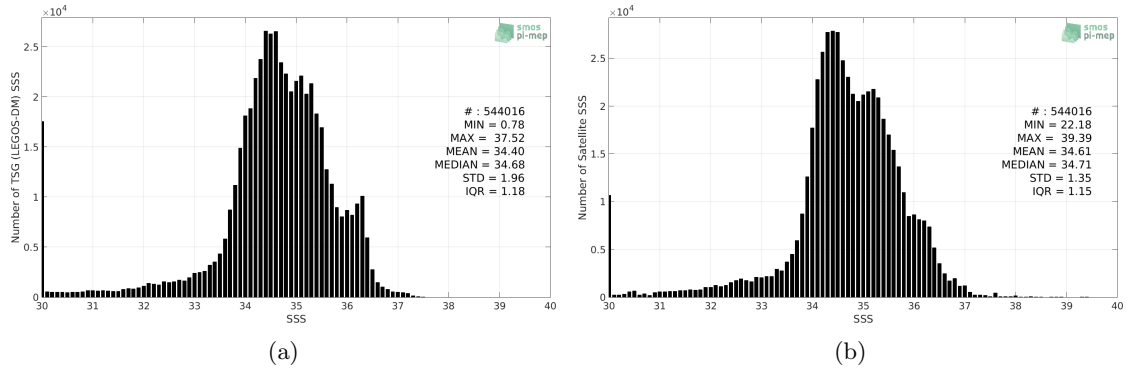 ×10⁴
smos
pi-mep
2.5
2
1.5
1
0.5
0
Number of TSG (LEGOS-DM) SSS
# : 544016
MIN = 0.78
MAX = 37.52
MEAN = 34.40
MEDIAN = 34.68
STD = 1.96
IQR = 1.18
30 31 32 33 34 35 36 37 38 39 40
SSS
(a)
×10⁴
smos
pi-mep
2.5
2
1.5
1
0.5
0
Number of Satellite SSS
# : 544016
MIN = 22.18
MAX = 39.39
MEAN = 34.61
MEDIAN = 34.71
STD = 1.35
IQR = 1.15
30 31 32 33 34 35 36 37 38 39 40
SSS
(b)